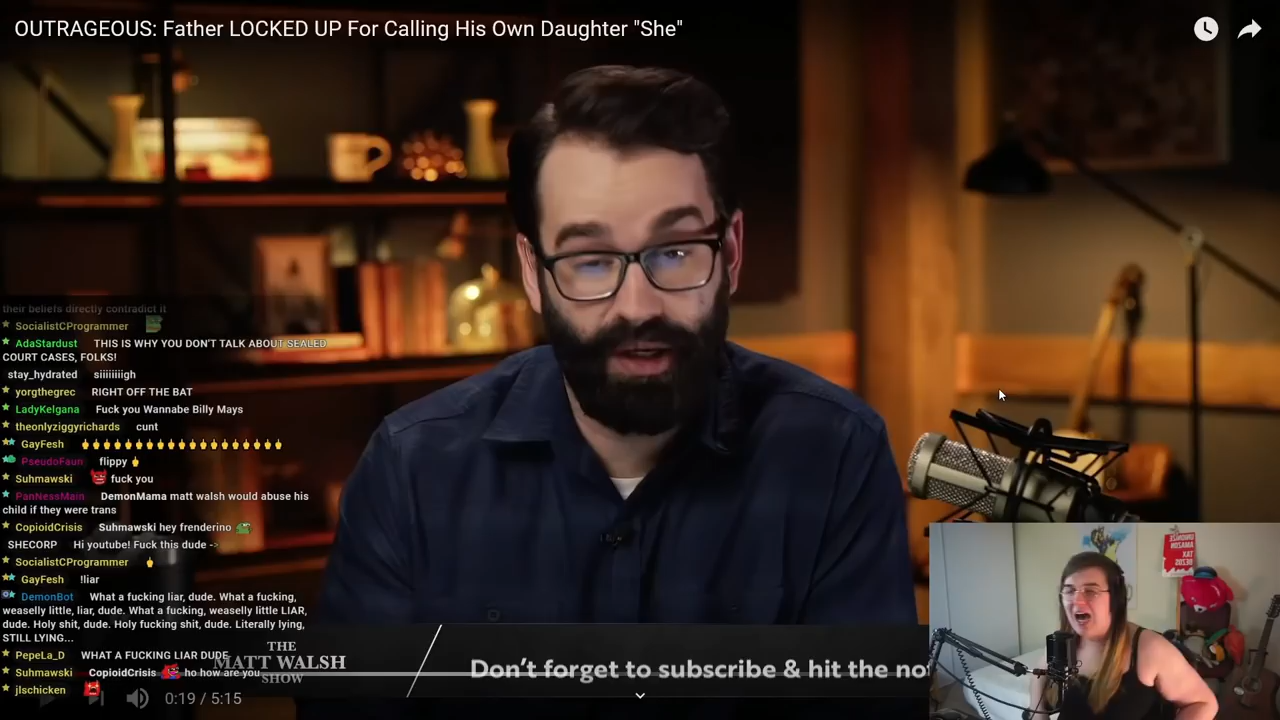 OUTRAGEOUS: Father LOCKED UP For Calling His Own Daughter "She"
their beliefs directly contradict it
SocialistCProgrammer
AdaStardust THIS IS WHY YOU DON'T TALK ABOUT SEALED
COURT CASES, FOLKS!
stay_hydrated siiiiiiiigh
yorgthegrec RIGHT OFF THE BAT
LadyKelgana Fuck you Wannabe Billy Mays
theonlyziggyrichards cunt
GayFesh
PseudoFaun flippy
Suhmawski fuck you
PanNessMain DemonMama matt walsh would abuse his
child if they were trans
CopioidCrisis Suhmawski hey frenderino
SHECORP Hi youtube! Fuck this dude ->
SocialistCProgrammer
GayFesh !liar
DemonBot What a fucking liar, dude. What a fucking,
weaselly little, liar, dude. What a fucking, weaselly little LIAR,
dude. Holy shit, dude. Holy fucking shit, dude. Literally lying,
STILL LYING...
PepeLa_D WHAT A FUCKING LIAR DUDE
Suhmawski CopioidCrisis ho how are you
jlschicken
THE
MATT WALSH
SHOW
Don't forget to subscribe & hit the no
0:19 / 5:15
UNIONIZE
AMAZON
TAX
BEZOS